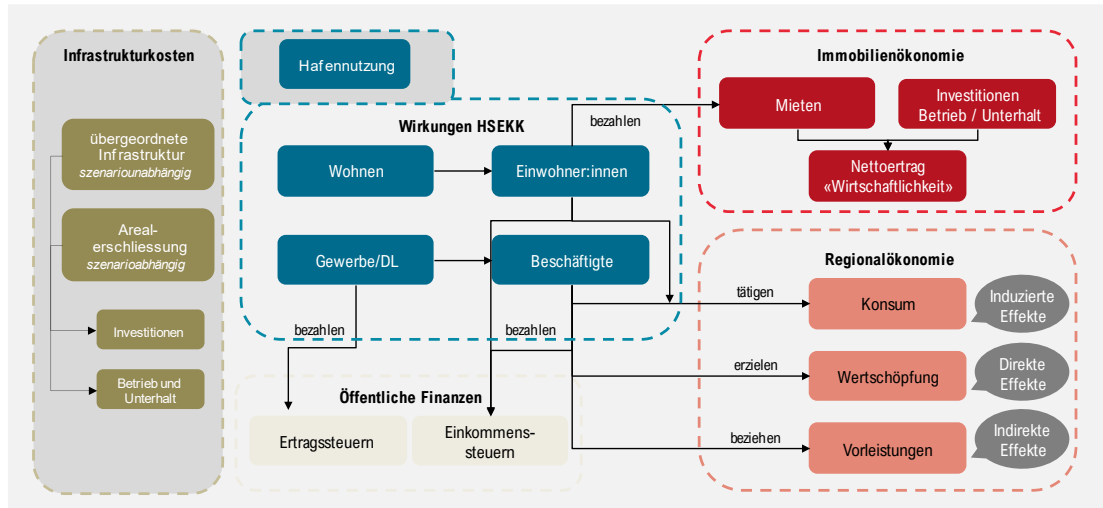 Infrastrukturkosten
übergeordnete
Infrastruktur
szenariounabhängig
Areal-
erschliessung
szenarioabhängig
Investitionen
Betrieb und
Unterhalt
Hafennutzung
Wirkungen HSEKK
Wohnen
Einwohner:innen
Gewerbe/DL
Beschäftigte
bezahlen
bezahlen
bezahlen
Öffentliche Finanzen
Ertragssteuern
Einkommens-
steuern
Immobilienökonomie
Mieten
Investitionen
Betrieb / Unterhalt
Nettoertrag
«Wirtschaftlichkeit»
Regionalökonomie
tätigen
Konsum
Induzierte
Effekte
erzielen
Wertschöpfung
Direkte
Effekte
beziehen
Vorleistungen
Indirekte
Effekte